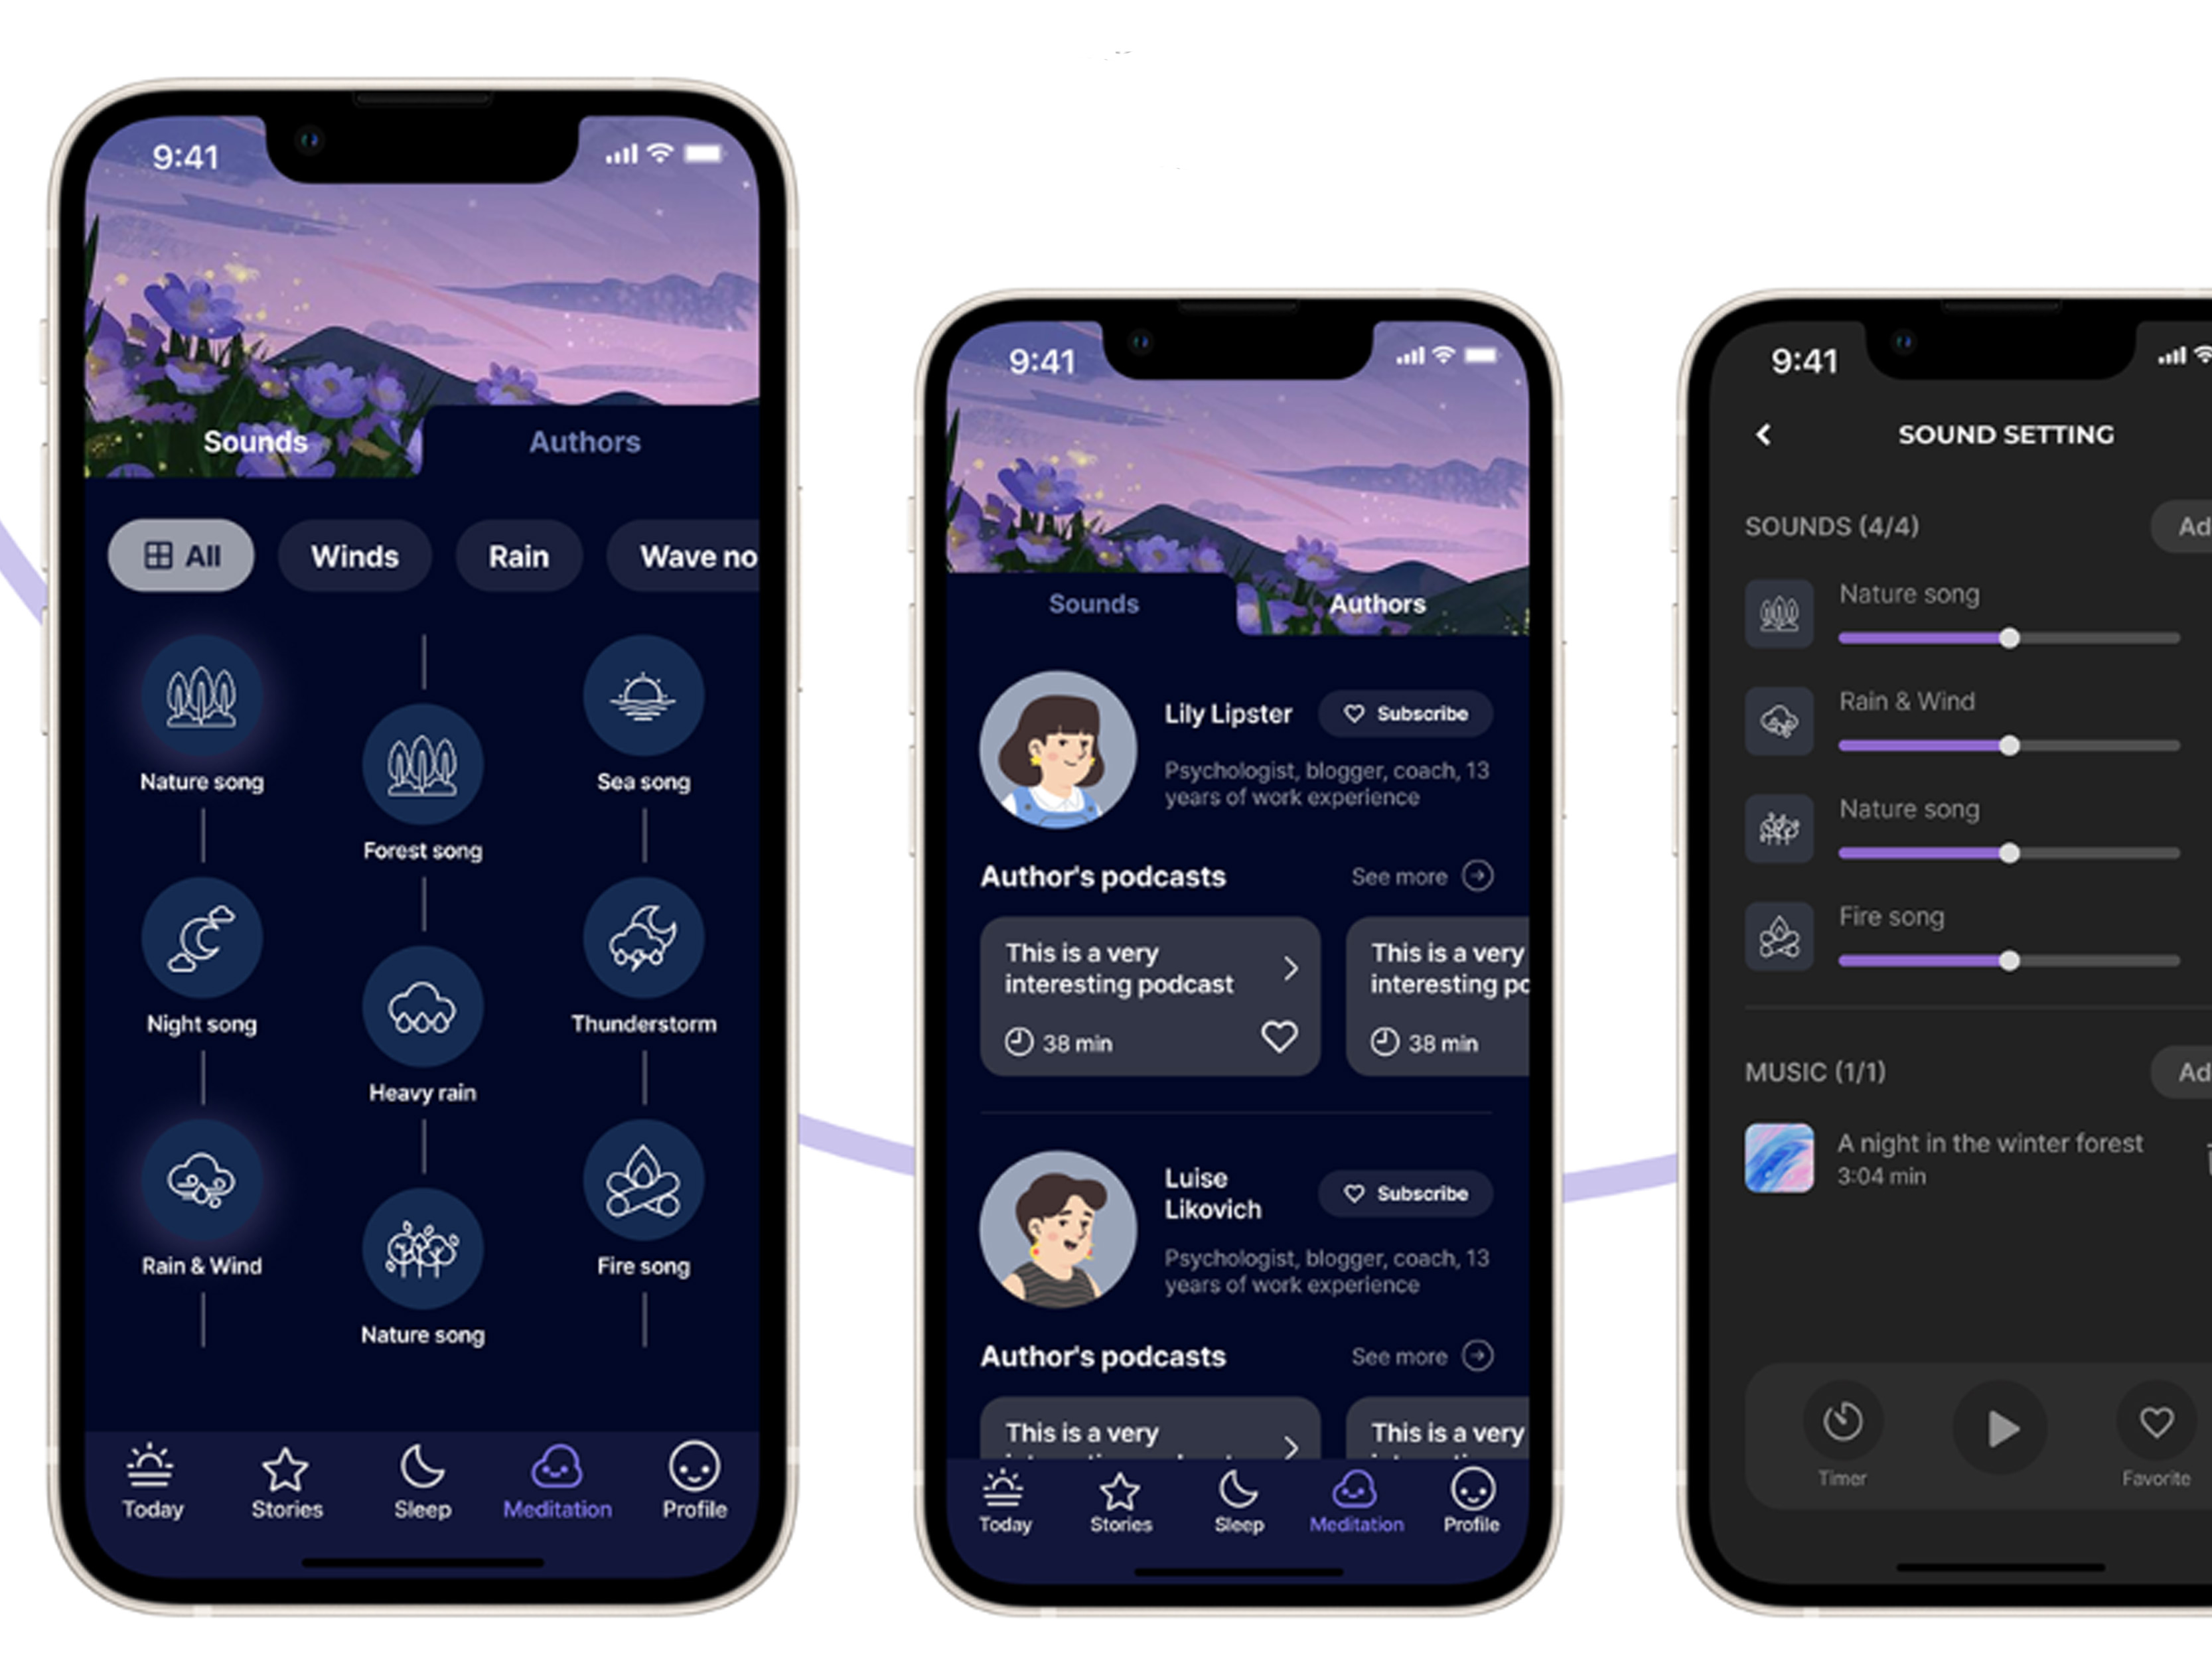 9:41
Sounds
Authors
All
Winds
Rain
Wave no
Nature song
Forest song
Sea song
Night song
Heavy rain
Thunderstorm
Rain & Wind
Nature song
Fire song
Today
Stories
Sleep
Meditation
Profile
9:41
Sounds
Authors
Lily Lipster
Subscribe
Psychologist, blogger, coach, 13
years of work experience
Author's podcasts
See more
This is a very
interesting podcast
38 min
This is a very
interesting po
38 min
Luise
Likovich
Subscribe
Psychologist, blogger, coach, 13
years of work experience
Author's podcasts
See more
This is a very
This is a very
Today
Stories
Sleep
Meditation
Profile
9:41
SOUND SETTING
SOUNDS (4/4)
Ad
Nature song
Rain & Wind
Nature song
Fire song
MUSIC (1/1)
Ad
A night in the winter forest
3:04 min
Timer
Favorite